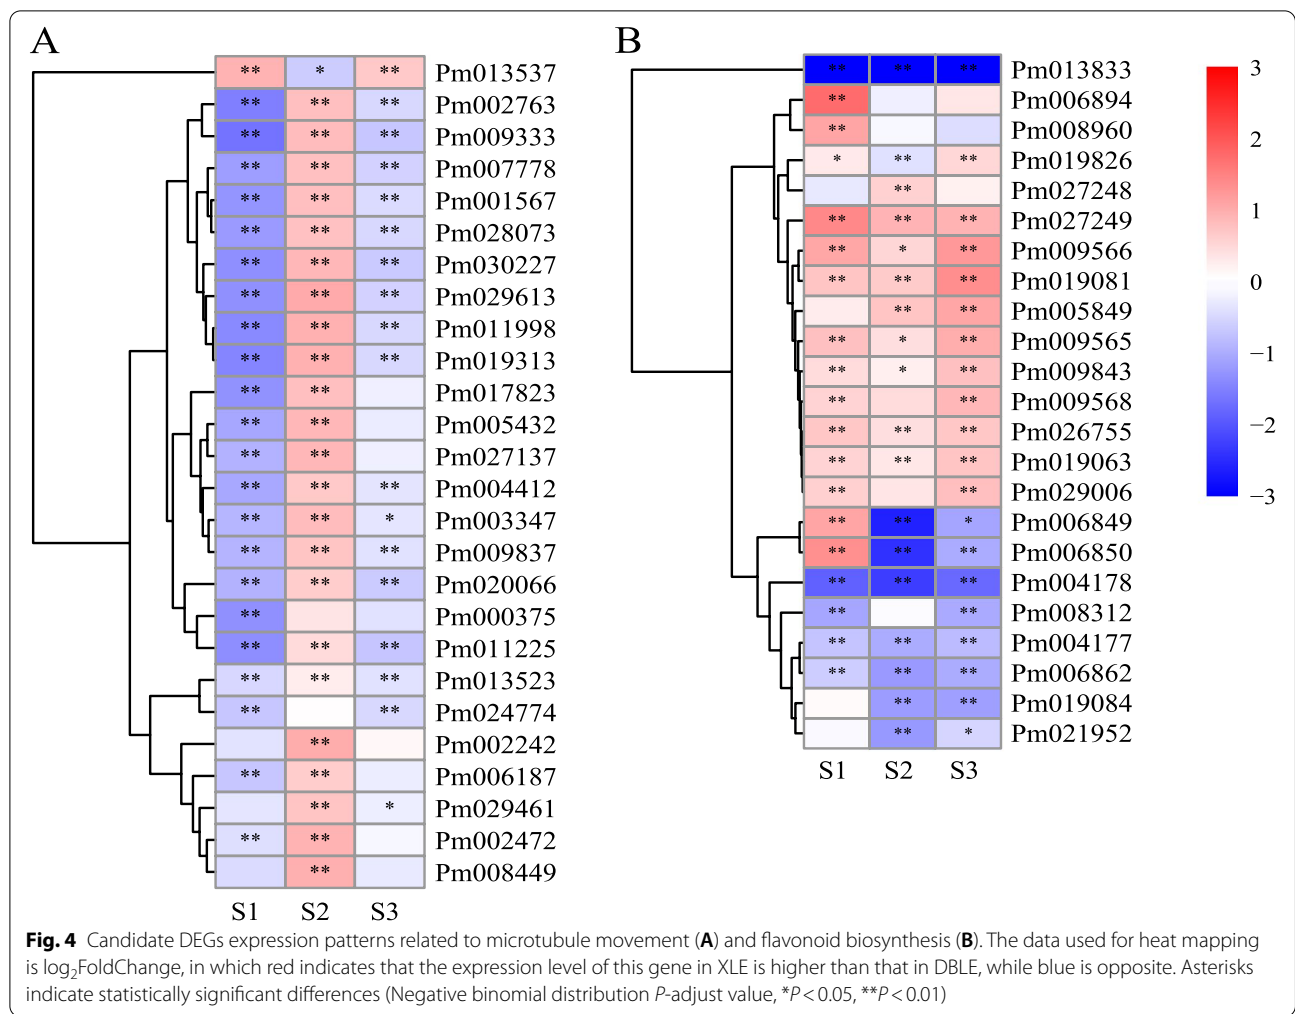 A
** * ** Pm013537
** ** ** Pm002763
** ** ** Pm009333
** ** ** Pm007778
** ** ** Pm001567
** ** ** Pm028073
** ** ** Pm030227
** ** ** Pm029613
** ** ** Pm011998
** ** ** Pm019313
** ** Pm017823
** ** Pm005432
** ** Pm027137
** ** ** Pm004412
** ** * Pm003347
** ** ** Pm009837
** ** ** Pm020066
** Pm000375
** ** ** Pm011225
** ** ** Pm013523
** ** Pm024774
** Pm002242
** ** Pm006187
** * Pm029461
** ** Pm002472
** Pm008449
S1 S2 S3
B
** ** ** Pm013833
** Pm006894
** Pm008960
* ** ** Pm019826
** Pm027248
** ** ** Pm027249
** * ** Pm009566
** ** ** Pm019081
** ** Pm005849
** * ** Pm009565
** * ** Pm009843
** ** Pm009568
** ** ** Pm026755
** ** ** Pm019063
** ** Pm029006
** ** * Pm006849
** ** ** Pm006850
** ** ** Pm004178
** ** Pm008312
** ** ** Pm004177
** ** ** Pm006862
** ** Pm019084
** * Pm021952
S1 S2 S3
3
2
1
0
−1
−2
−3
Fig. 4 Candidate DEGs expression patterns related to microtubule movement (A) and flavonoid biosynthesis (B). The data used for heat mapping
is log2FoldChange, in which red indicates that the expression level of this gene in XLE is higher than that in DBLE, while blue is opposite. Asterisks
indicate statistically significant differences (Negative binomial distribution P-adjust value, *P < 0.05, **P < 0.01)